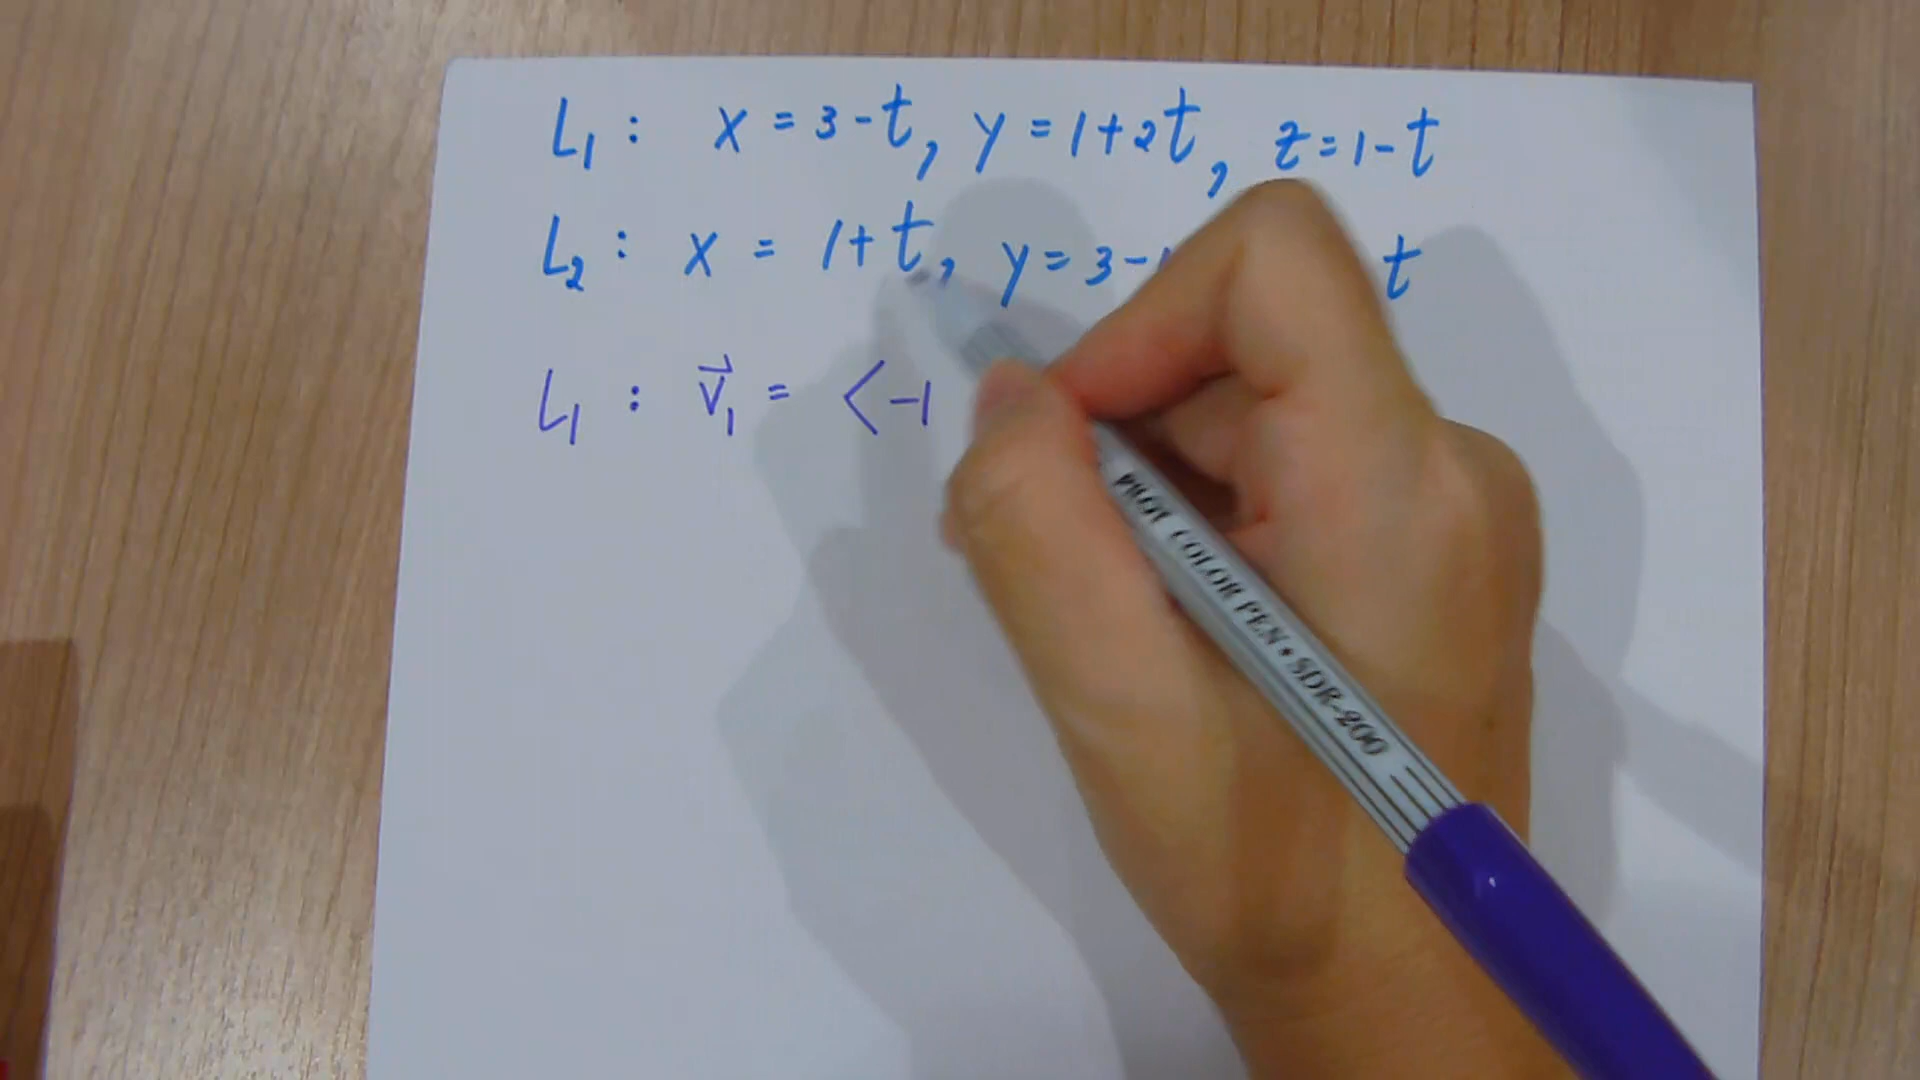 L₁ : x = 3 - t, y = 1 + 2t, z = 1 - t
L₂ : x = 1 + t, y = 3 - t
L₁ : v⃗₁ = < -1
PILOT COLOR PEN • SDR-200